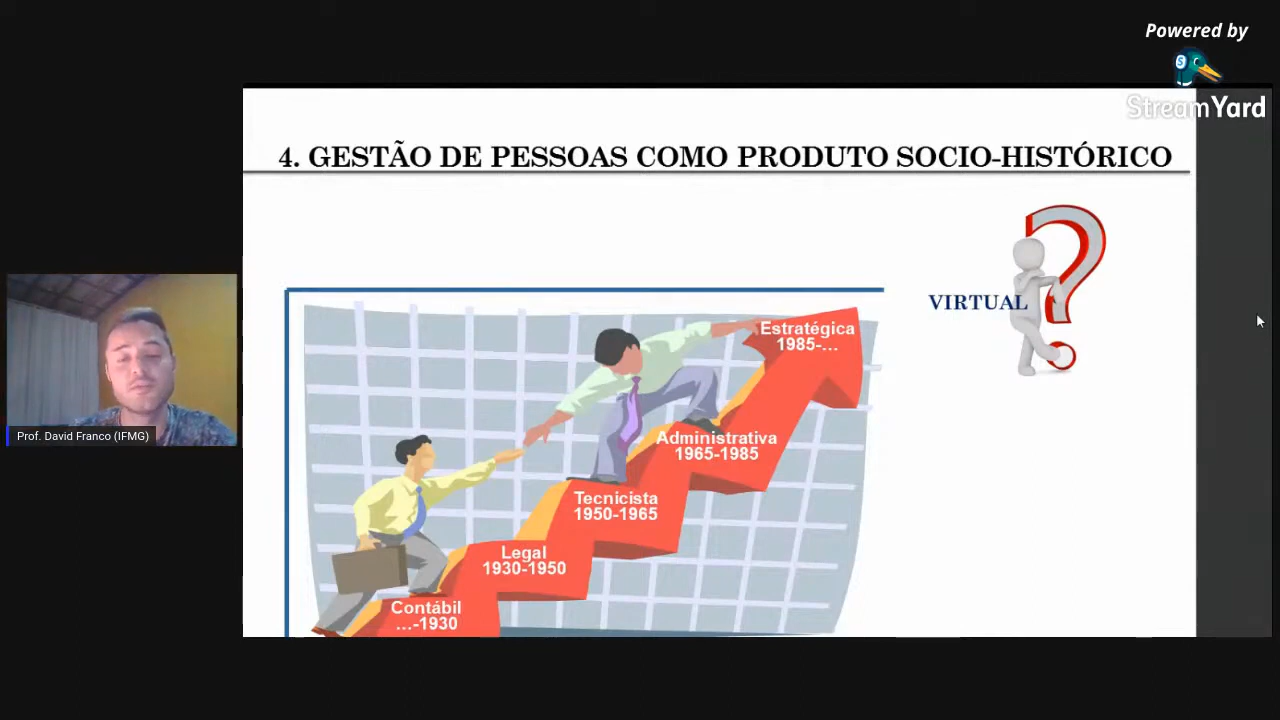 Powered by
StreamYard
4. GESTÃO DE PESSOAS COMO PRODUTO SOCIO-HISTÓRICO
VIRTUAL
Estratégica
1985-...
Administrativa
1965-1985
Tecnicista
1950-1965
Legal
1930-1950
Contábil
...-1930
Prof. David Franco (IFMG)